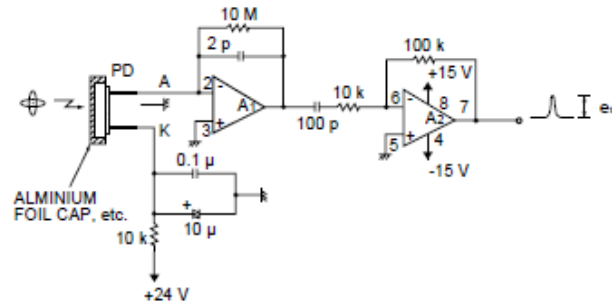 10 M
2 p
100 k
PD
A
2
-
A1
3
+
K
100 p
10 k
6
-
+15 V
8
7
A2
5
+
4
-15 V
0.1 μ
+
10 μ
ALMINIUM
FOIL CAP, etc.
10 k
+24 V